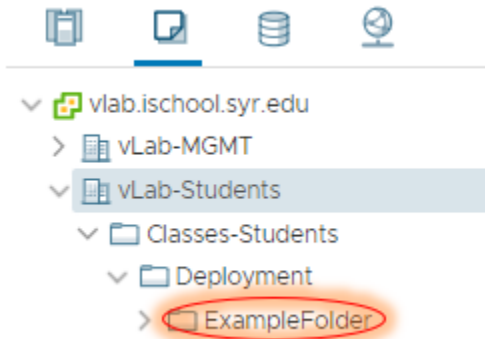 vlab.ischool.syr.edu
vLab-MGMT
vLab-Students
Classes-Students
Deployment
ExampleFolder